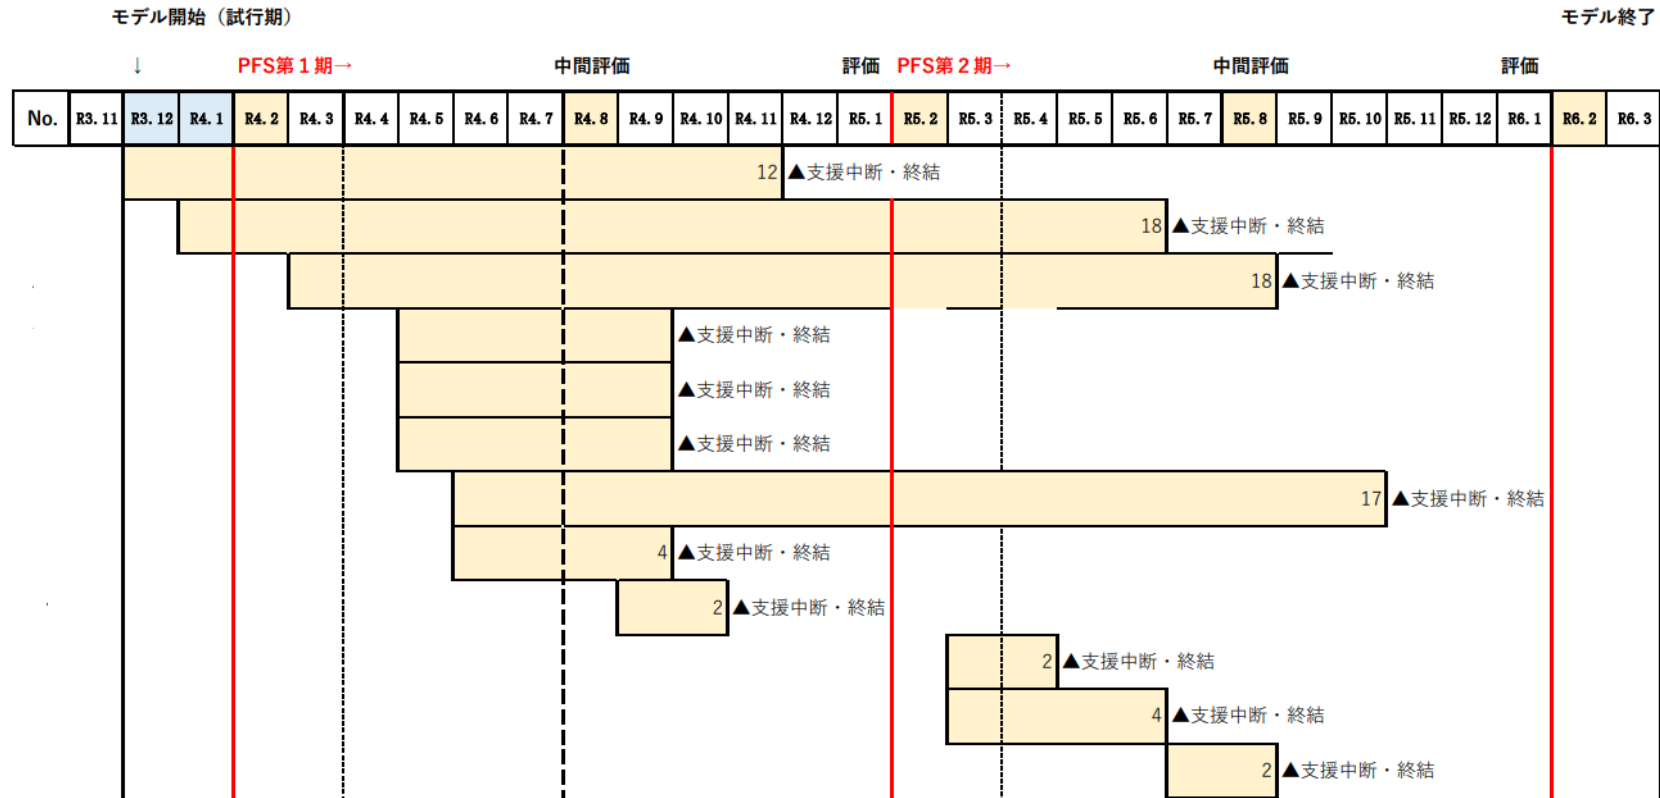 モデル開始（試行期） モデル終了
↓ PFS第１期→ 中間評価 評価 PFS第２期→ 中間評価 評価
No. R3.11 R3.12 R4.1 R4.2 R4.3 R4.4 R4.5 R4.6 R4.7 R4.8 R4.9 R4.10 R4.11 R4.12 R5.1 R5.2 R5.3 R5.4 R5.5 R5.6 R5.7 R5.8 R5.9 R5.10 R5.11 R5.12 R6.1 R6.2 R6.3
12 ▲支援中断・終結
18 ▲支援中断・終結
18 ▲支援中断・終結
▲支援中断・終結
▲支援中断・終結
▲支援中断・終結
17 ▲支援中断・終結
4 ▲支援中断・終結
2 ▲支援中断・終結
2 ▲支援中断・終結
4 ▲支援中断・終結
2 ▲支援中断・終結